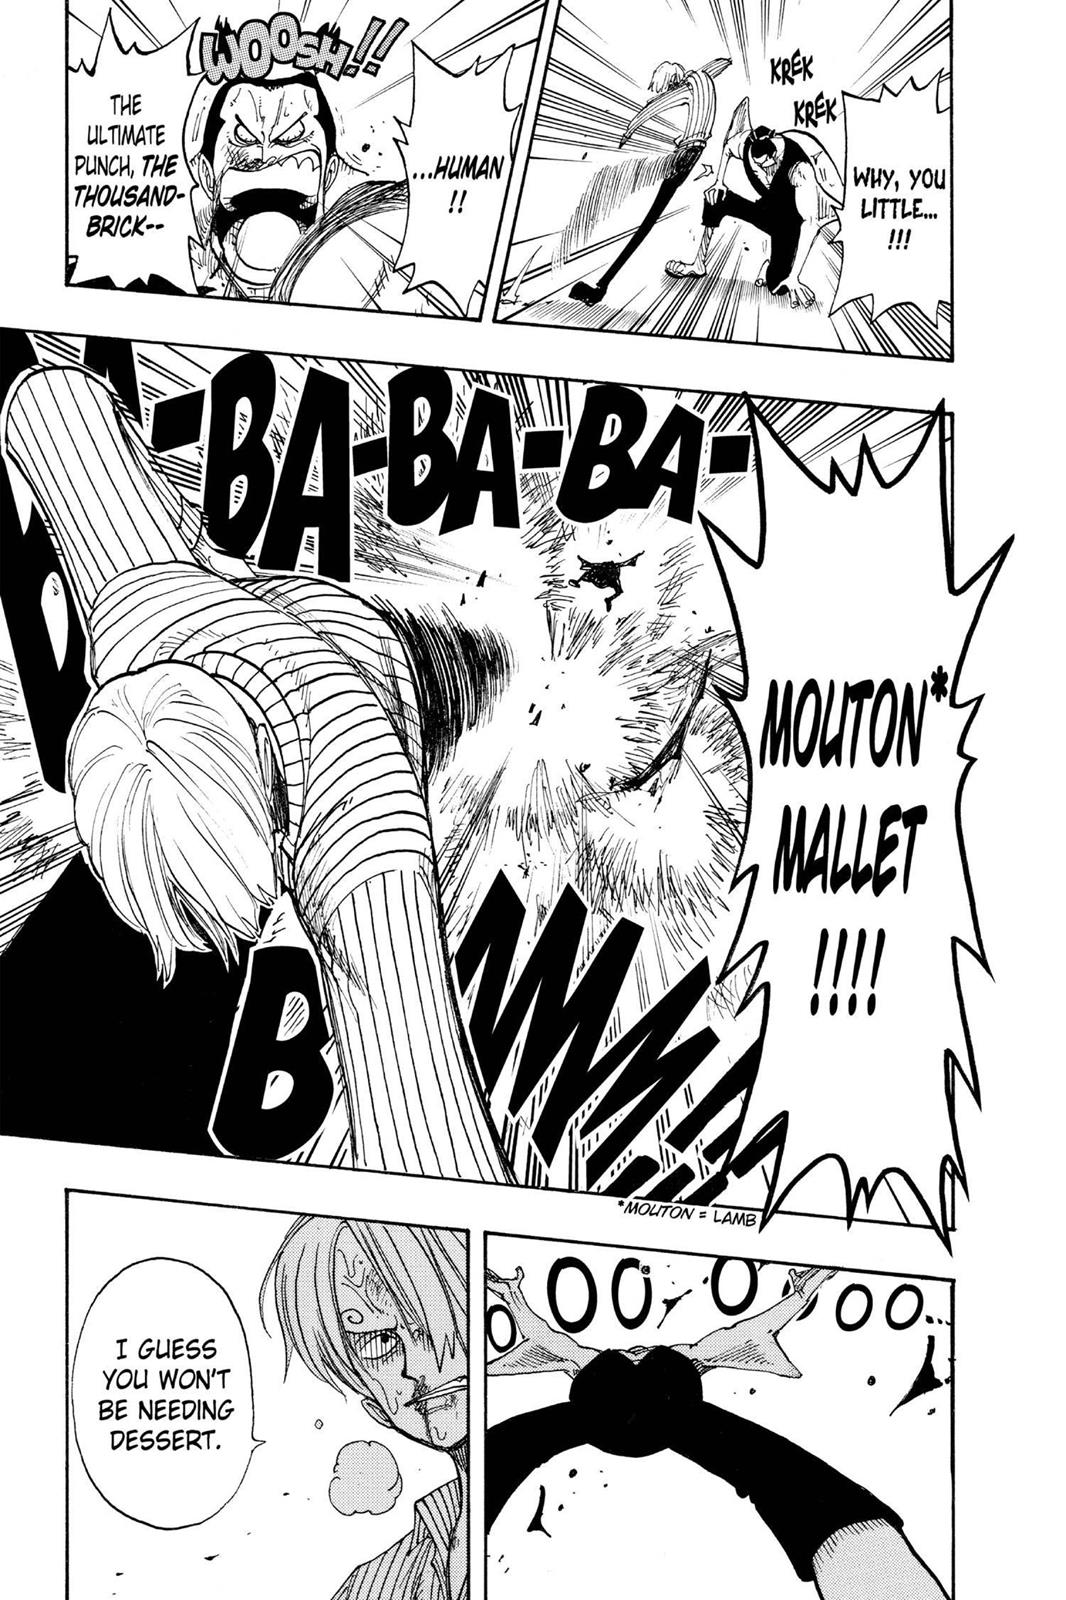 KREK
KREK
WHY, YOU
LITTLE...
!!!
...HUMAN
!!
WOOSH!!
THE
ULTIMATE
PUNCH, THE
THOUSAND-
BRICK--
BA-BA-BA-BA-
MOUTON*
MALLET
!!!!
*MOUTON = LAMB
OOO OOOO...
I GUESS
YOU WON'T
BE NEEDING
DESSERT.